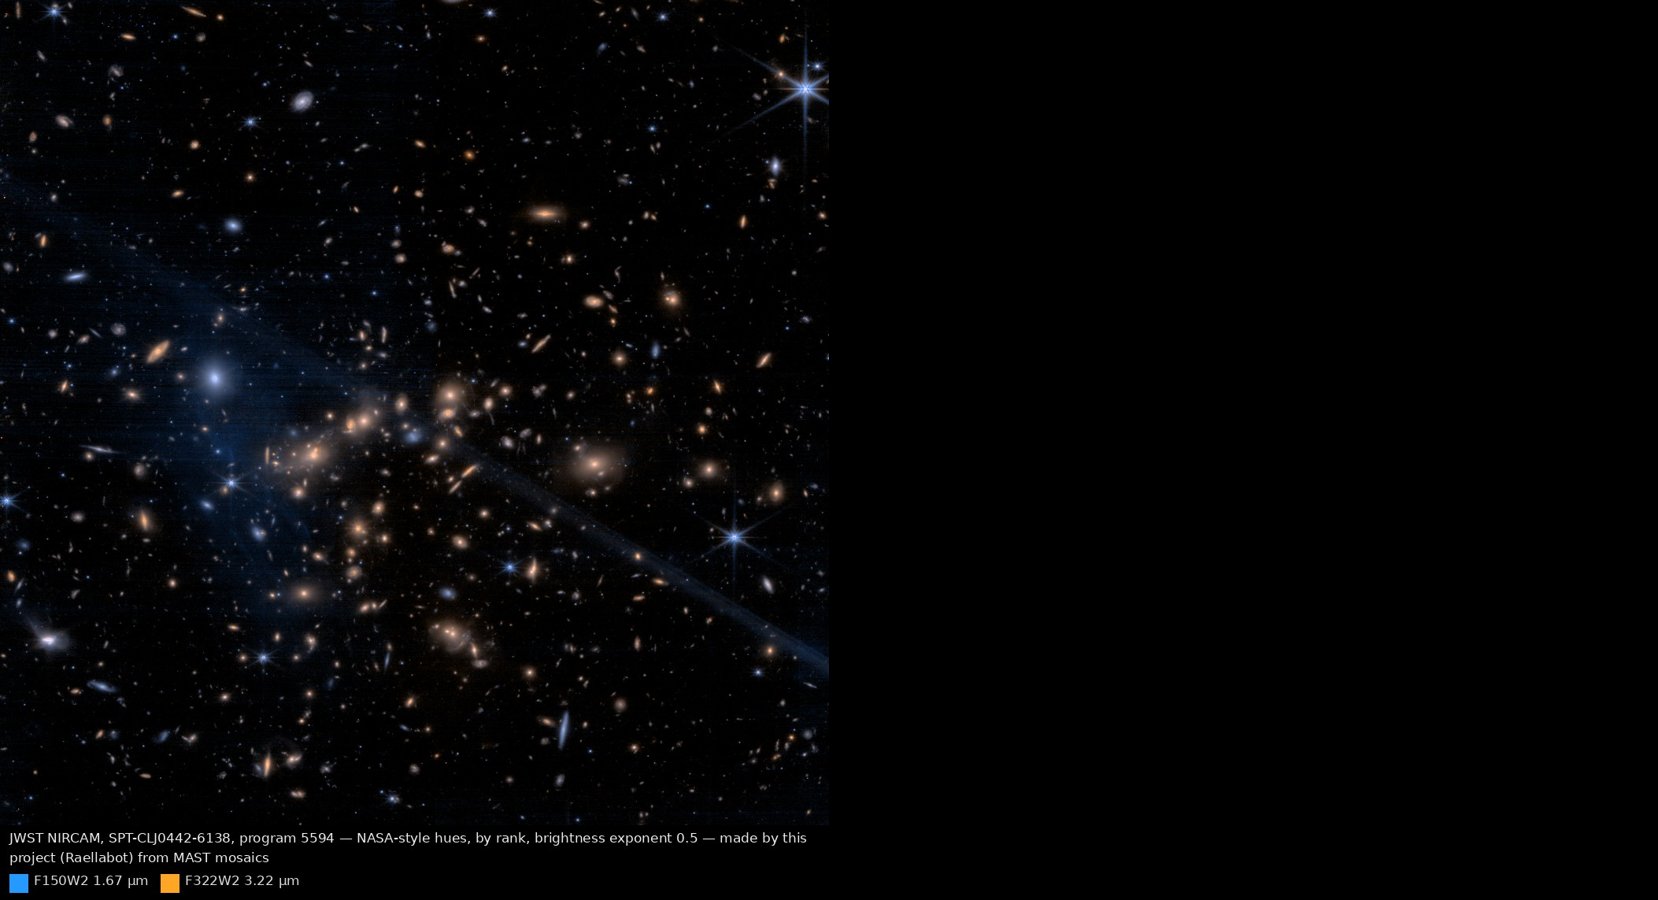 JWST NIRCAM, SPT-CLJ0442-6138, program 5594 — NASA-style hues, by rank, brightness exponent 0.5 — made by this
project (Raellabot) from MAST mosaics
F150W2 1.67 µm F322W2 3.22 µm